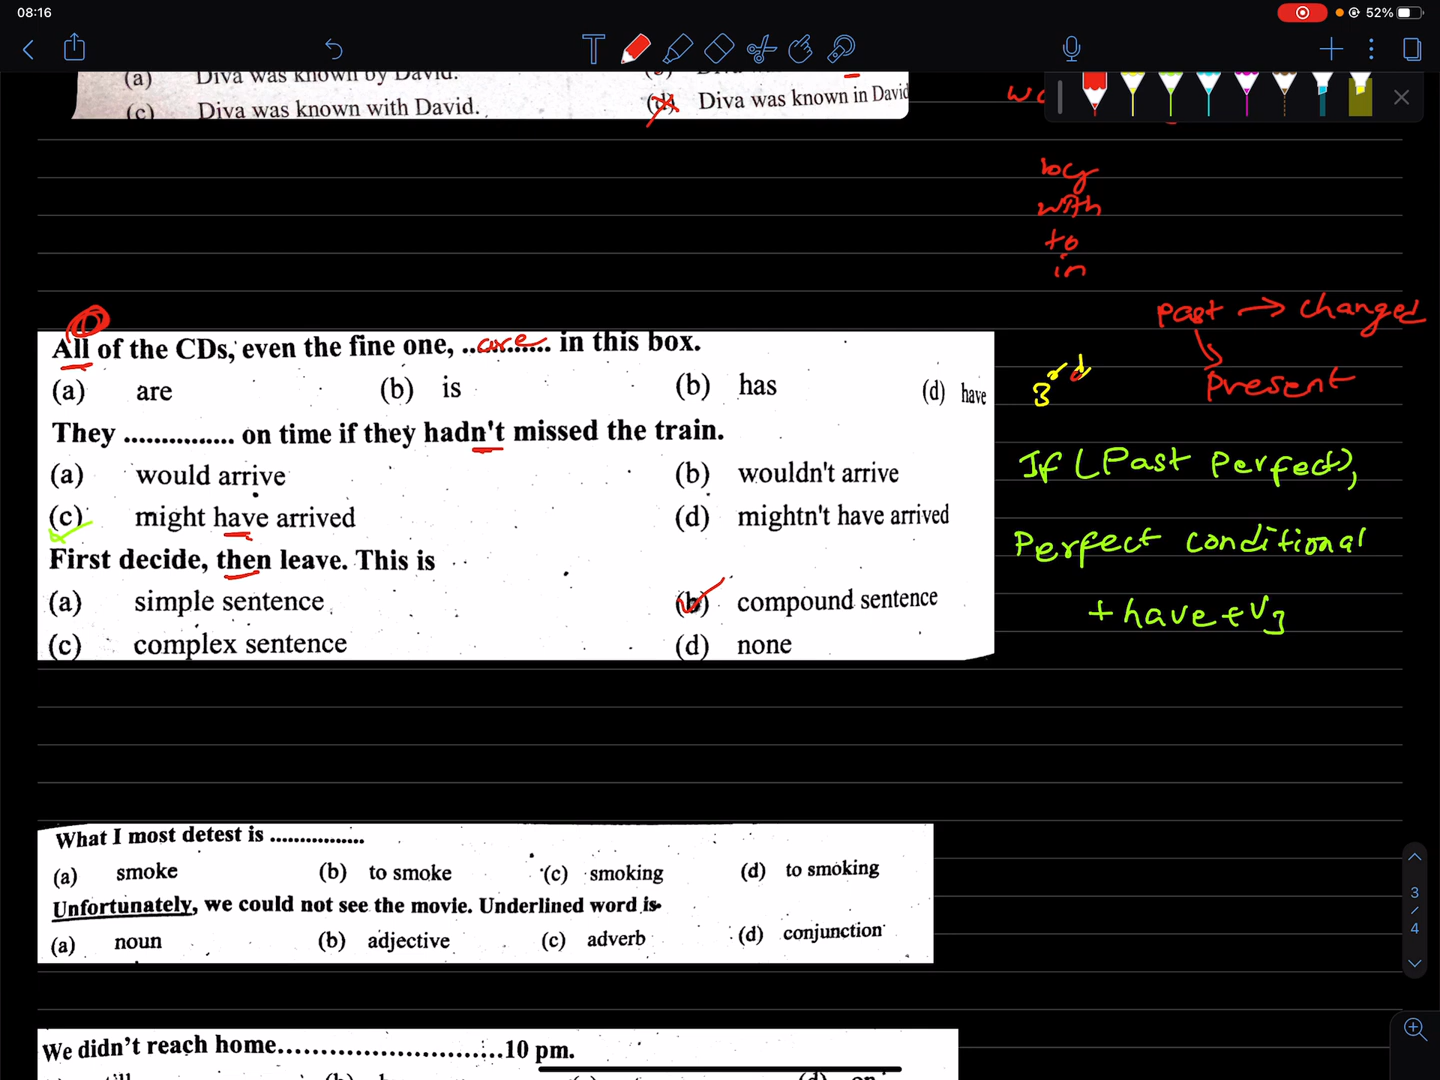 08:16
52%
(a) Diva was known by David.
(c) Diva was known with David.
(d) Diva was known in David
by
with
to
in
Past → changed
Present
3rd
All of the CDs, even the fine one, ..are.......... in this box.
(a) are (b) is (b) has (d) have
They ............... on time if they hadn't missed the train.
(a) would arrive (b) wouldn't arrive
(c) might have arrived (d) mightn't have arrived
First decide, then leave. This is
(a) simple sentence (b) compound sentence
(c) complex sentence (d) none
If (Past perfect),
Perfect conditional
+ have + V3
What I most detest is ................
(a) smoke (b) to smoke (c) smoking (d) to smoking
Unfortunately, we could not see the movie. Underlined word is
(a) noun (b) adjective (c) adverb (d) conjunction
3
/
4
We didn't reach home.............................10 pm.